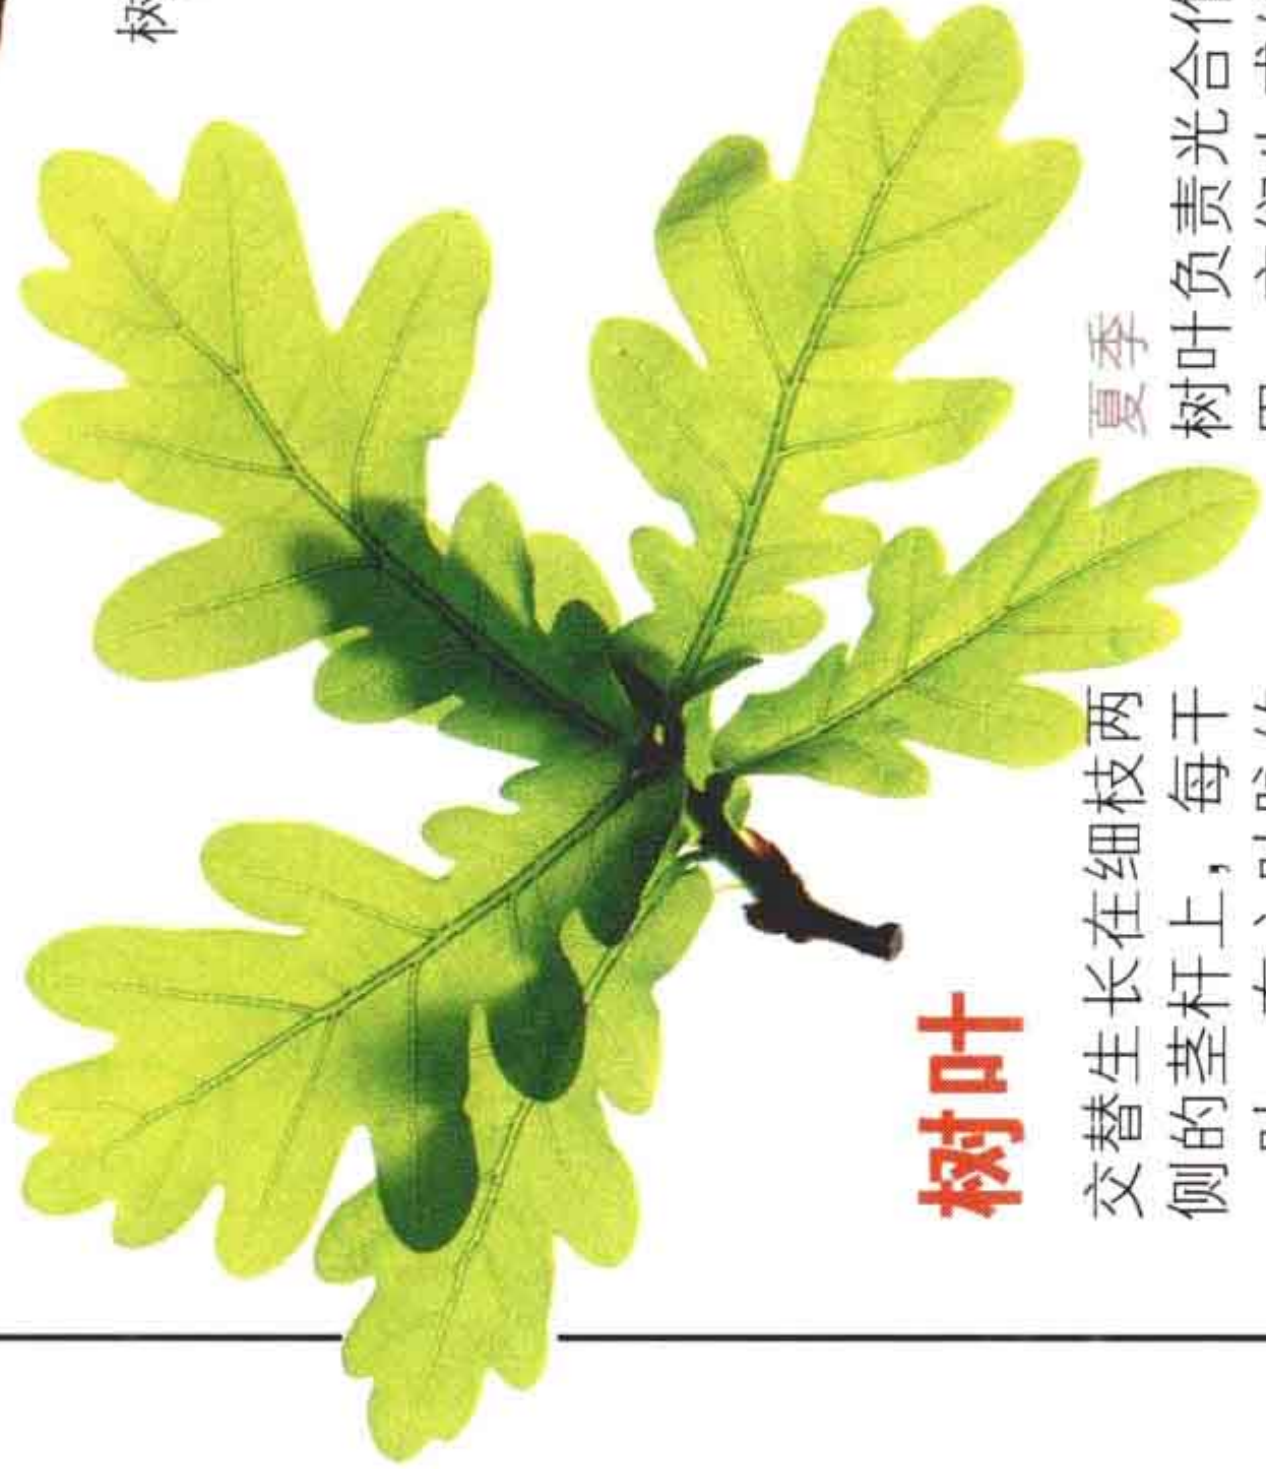 树
树叶
交替生长在细枝两
侧的茎杆上，每干
夏季
树叶负责光合作